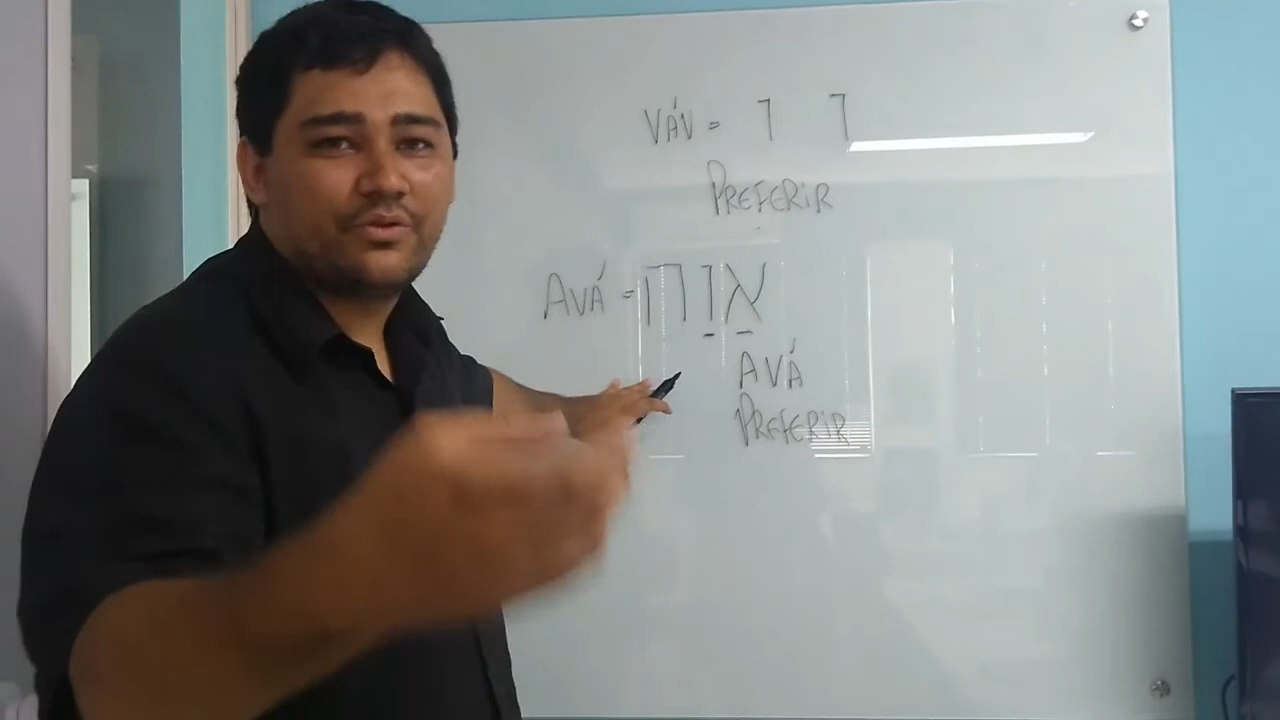 VÁV = ו ו
PREFERIR
AVÁ = אַוַה
AVÁ
PREFERIR